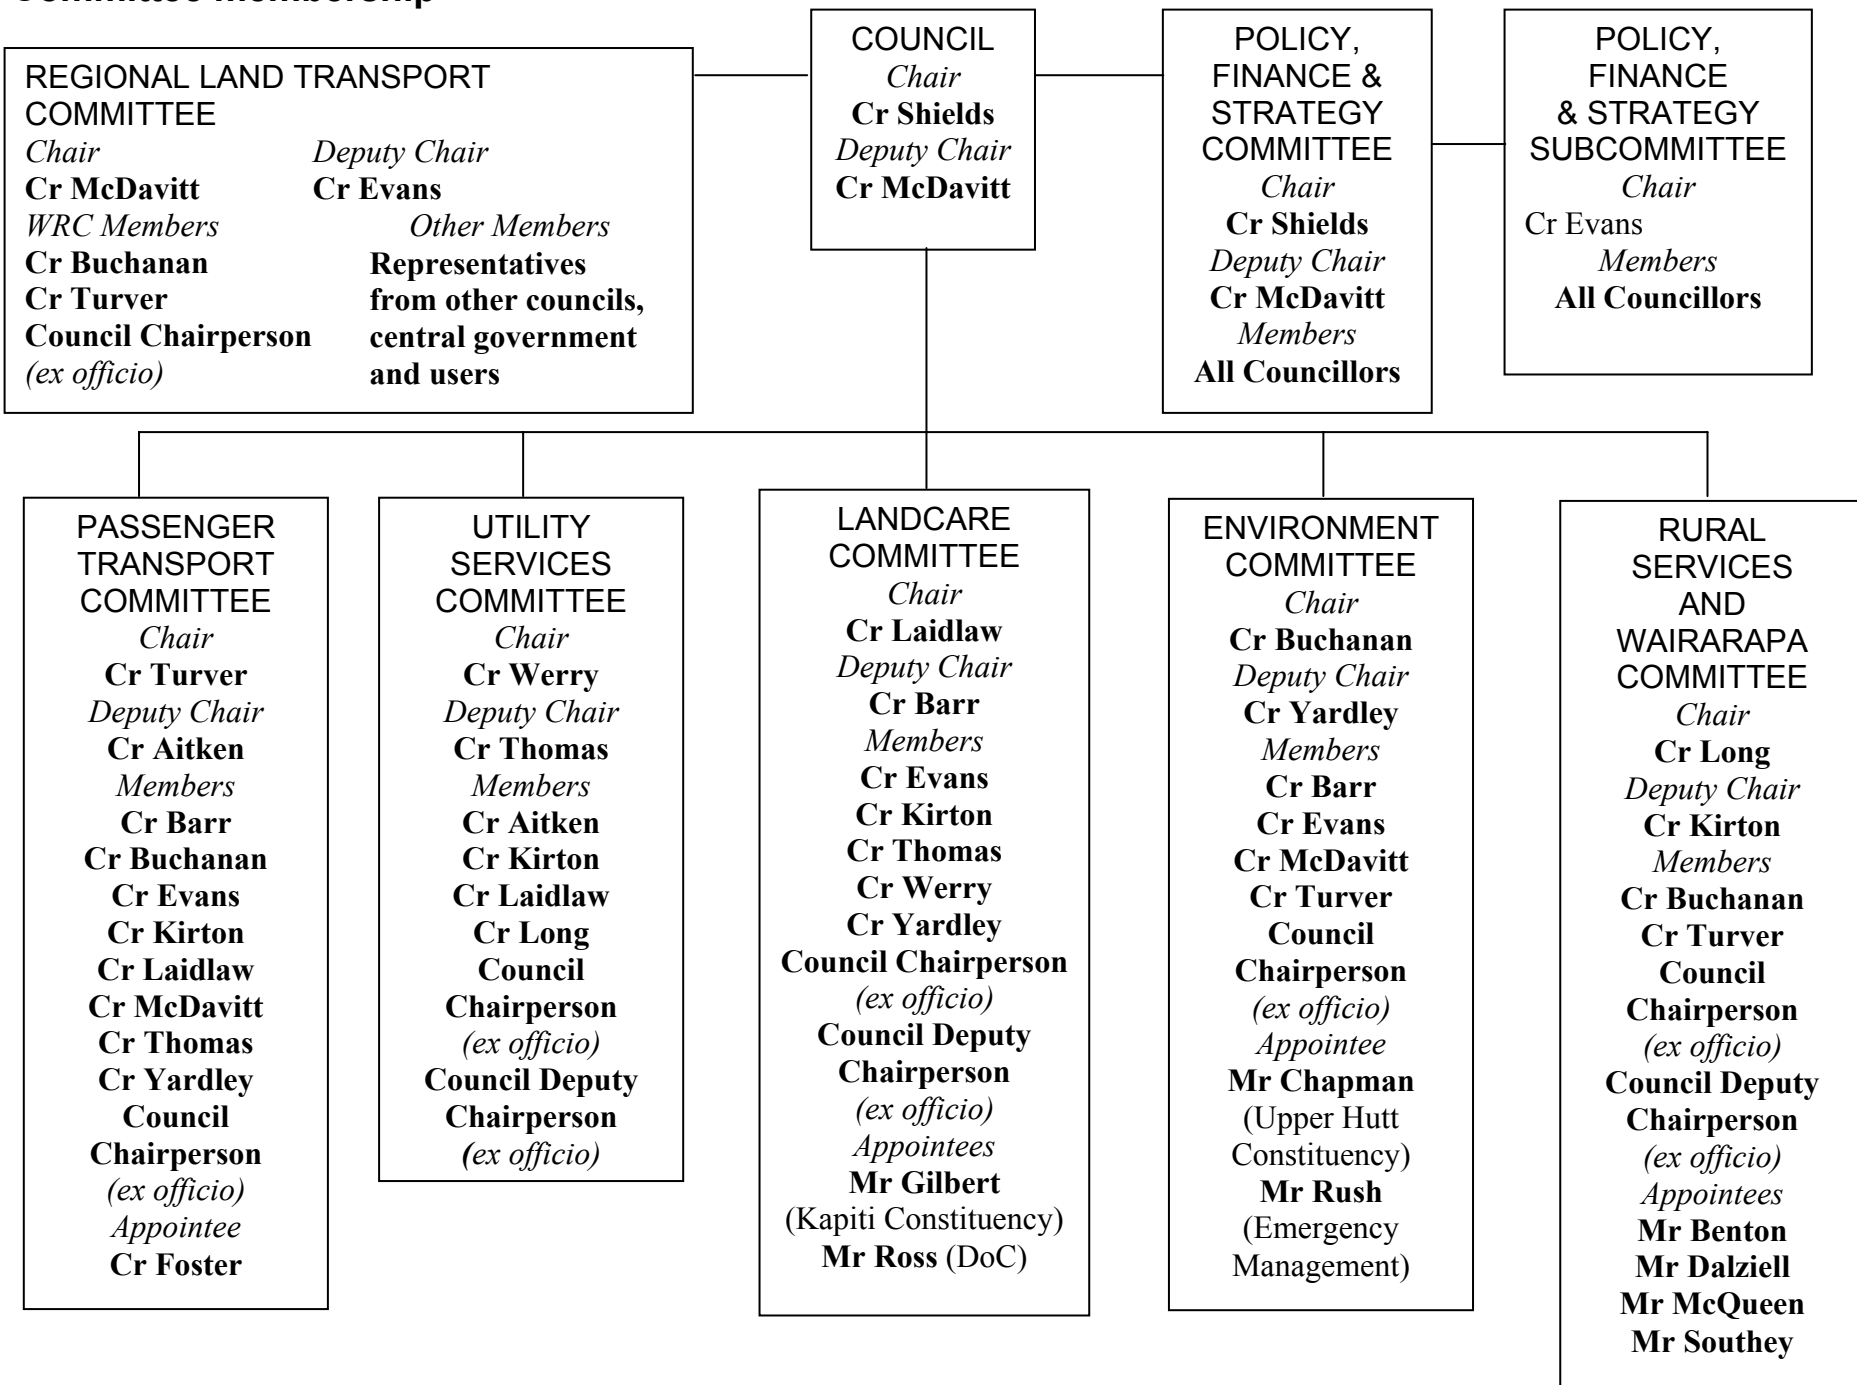 Committee Membership
REGIONAL LAND TRANSPORT
COMMITTEE
Chair Deputy Chair
Cr McDavitt Cr Evans
WRC Members Other Members
Cr Buchanan Representatives
Cr Turver from other councils,
Council Chairperson central government
(ex officio) and users
COUNCIL
Chair
Cr Shields
Deputy Chair
Cr McDavitt
POLICY,
FINANCE &
STRATEGY
COMMITTEE
Chair
Cr Shields
Deputy Chair
Cr McDavitt
Members
All Councillors
POLICY,
FINANCE
& STRATEGY
SUBCOMMITTEE
Chair
Cr Evans
Members
All Councillors
PASSENGER
TRANSPORT
COMMITTEE
Chair
Cr Turver
Deputy Chair
Cr Aitken
Members
Cr Barr
Cr Buchanan
Cr Evans
Cr Kirton
Cr Laidlaw
Cr McDavitt
Cr Thomas
Cr Yardley
Council
Chairperson
(ex officio)
Appointee
Cr Foster
UTILITY
SERVICES
COMMITTEE
Chair
Cr Werry
Deputy Chair
Cr Thomas
Members
Cr Aitken
Cr Kirton
Cr Laidlaw
Cr Long
Council
Chairperson
(ex officio)
Council Deputy
Chairperson
(ex officio)
LANDCARE
COMMITTEE
Chair
Cr Laidlaw
Deputy Chair
Cr Barr
Members
Cr Evans
Cr Kirton
Cr Thomas
Cr Werry
Cr Yardley
Council Chairperson
(ex officio)
Council Deputy
Chairperson
(ex officio)
Appointees
Mr Gilbert
(Kapiti Constituency)
Mr Ross (DoC)
ENVIRONMENT
COMMITTEE
Chair
Cr Buchanan
Deputy Chair
Cr Yardley
Members
Cr Barr
Cr Evans
Cr McDavitt
Cr Turver
Council
Chairperson
(ex officio)
Appointee
Mr Chapman
(Upper Hutt
Constituency)
Mr Rush
(Emergency
Management)
RURAL
SERVICES
AND
WAIRARAPA
COMMITTEE
Chair
Cr Long
Deputy Chair
Cr Kirton
Members
Cr Buchanan
Cr Turver
Council
Chairperson
(ex officio)
Council Deputy
Chairperson
(ex officio)
Appointees
Mr Benton
Mr Dalziell
Mr McQueen
Mr Southey